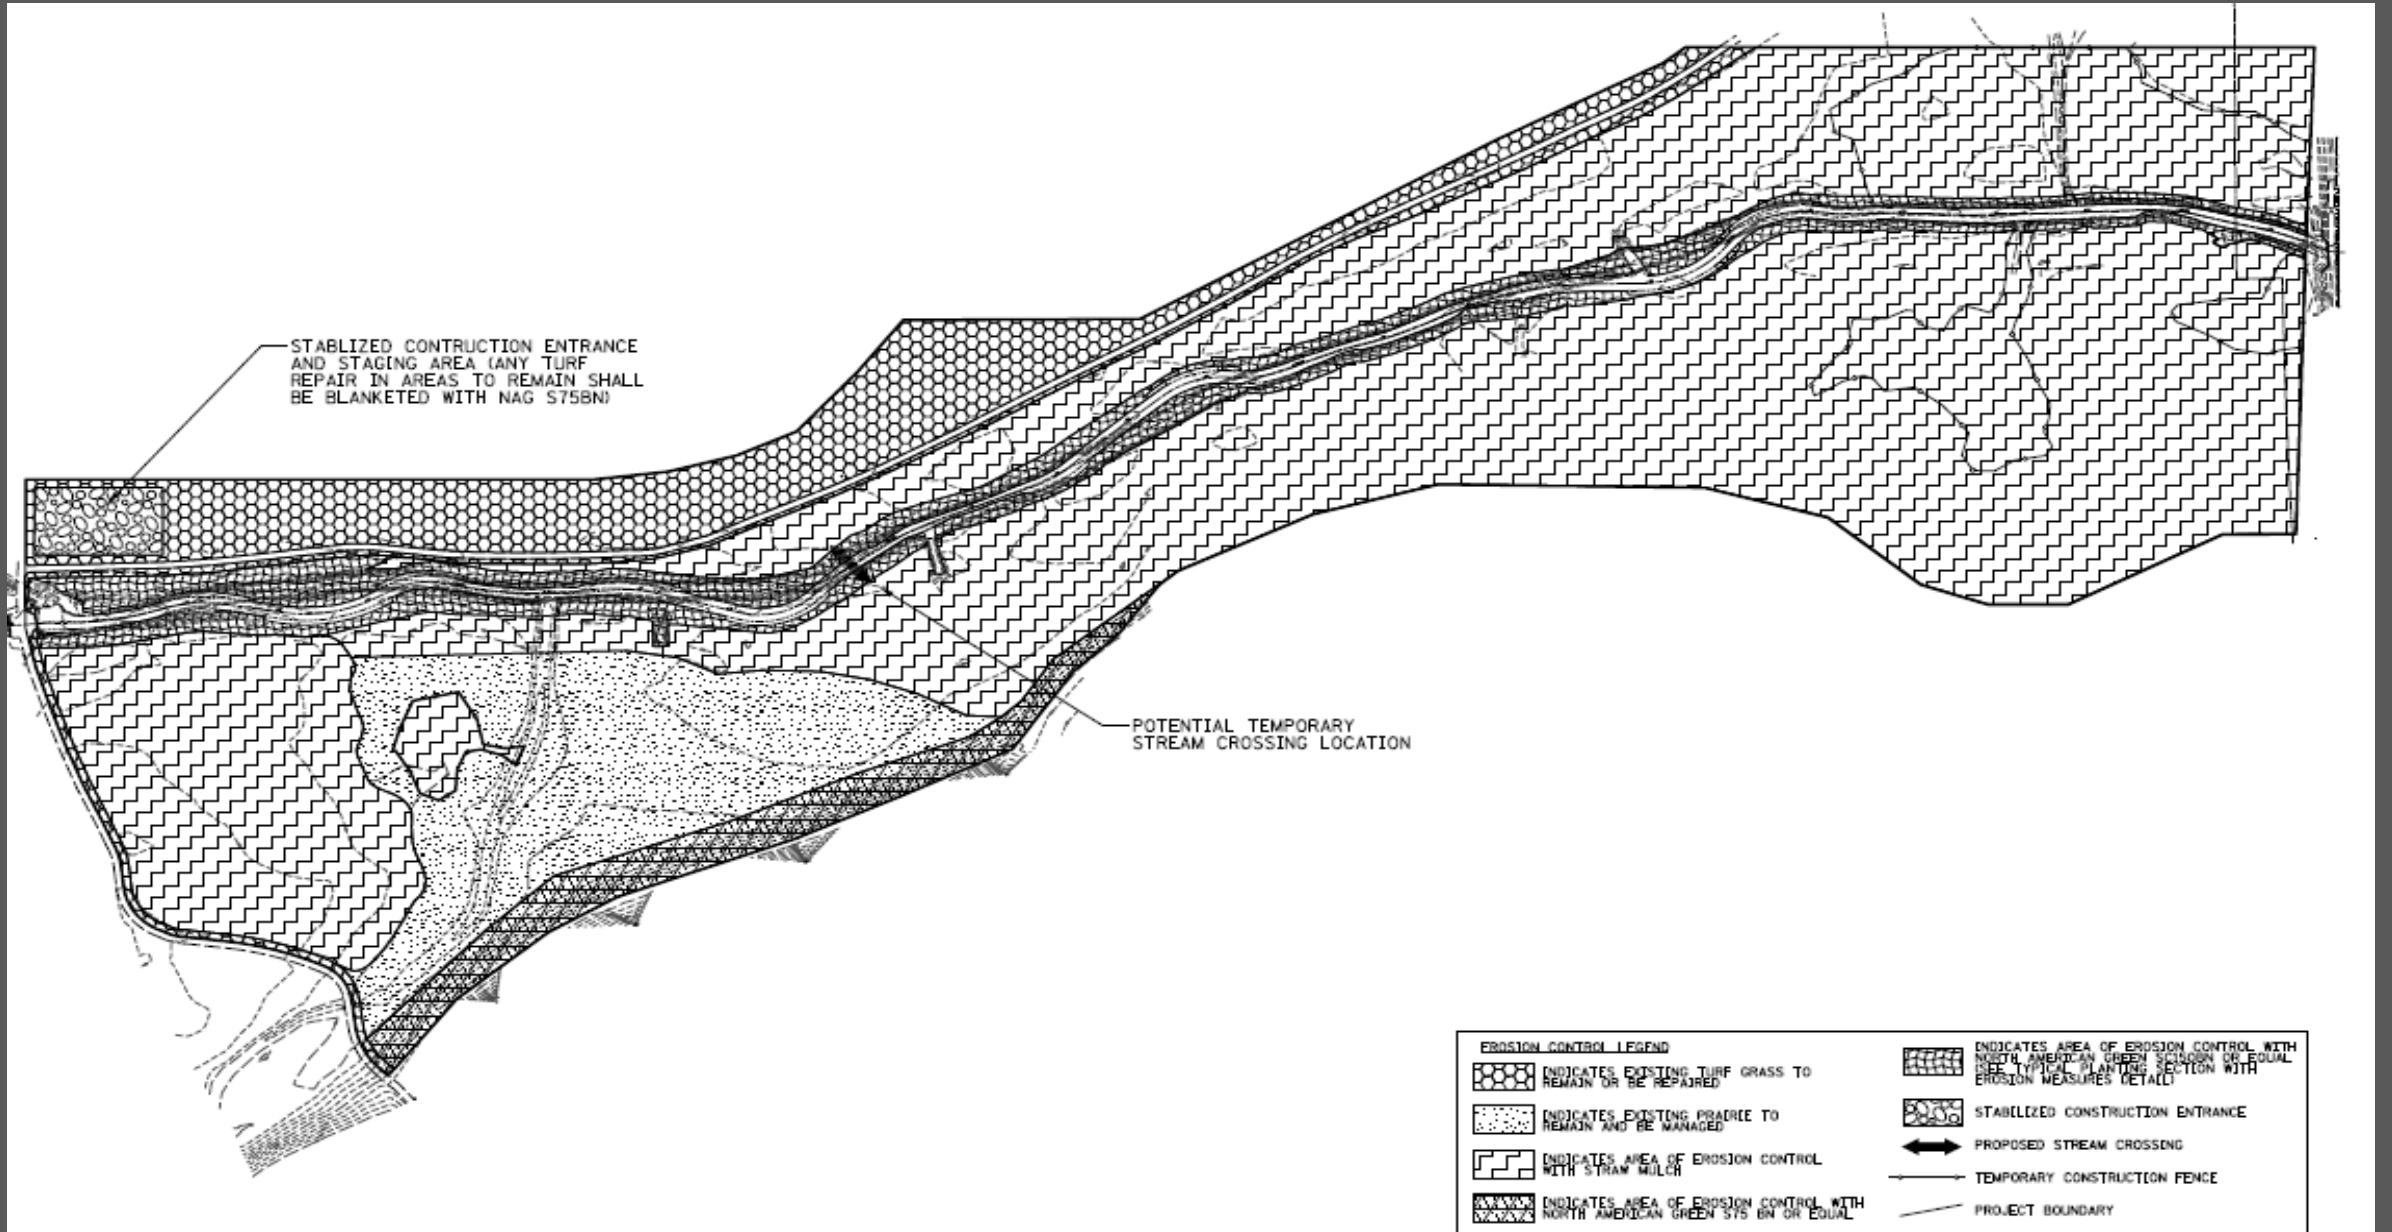 STABLIZED CONTRUCTION ENTRANCE
AND STAGING AREA (ANY TURF
REPAIR IN AREAS TO REMAIN SHALL
BE BLANKETED WITH NAG S75BN)
POTENTIAL TEMPORARY
STREAM CROSSING LOCATION
EROSION CONTROL LEGEND
INDICATES EXISTING TURF GRASS TO
REMAIN OR BE REPAIRED
INDICATES EXISTING PRAIRIE TO
REMAIN AND BE MANAGED
INDICATES AREA OF EROSION CONTROL
WITH STRAW MULCH
INDICATES AREA OF EROSION CONTROL WITH
NORTH AMERICAN GREEN S75 BN OR EQUAL
INDICATES AREA OF EROSION CONTROL WITH
NORTH AMERICAN GREEN SC150BN OR EQUAL
(SEE TYPICAL PLANTING SECTION WITH
EROSION MEASURES DETAIL)
STABILIZED CONSTRUCTION ENTRANCE
PROPOSED STREAM CROSSING
TEMPORARY CONSTRUCTION FENCE
PROJECT BOUNDARY